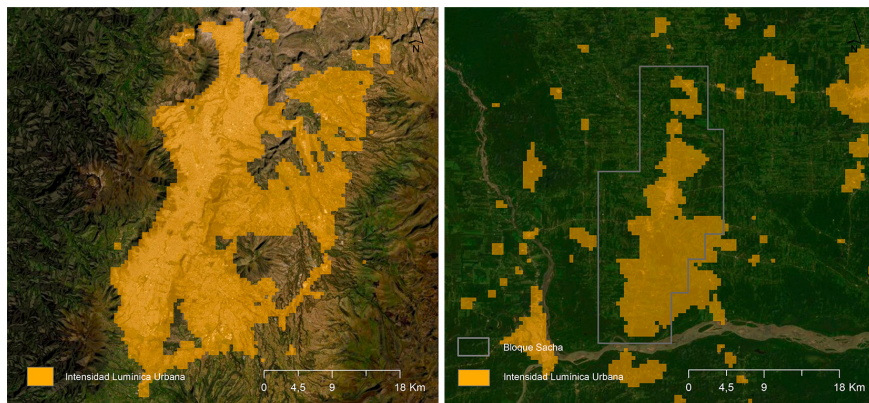 N
Intensidad Lumínica Urbana
0 4,5 9 18 Km
Bloque Sacha
Intensidad Lumínica Urbana
0 4,5 9 18 Km